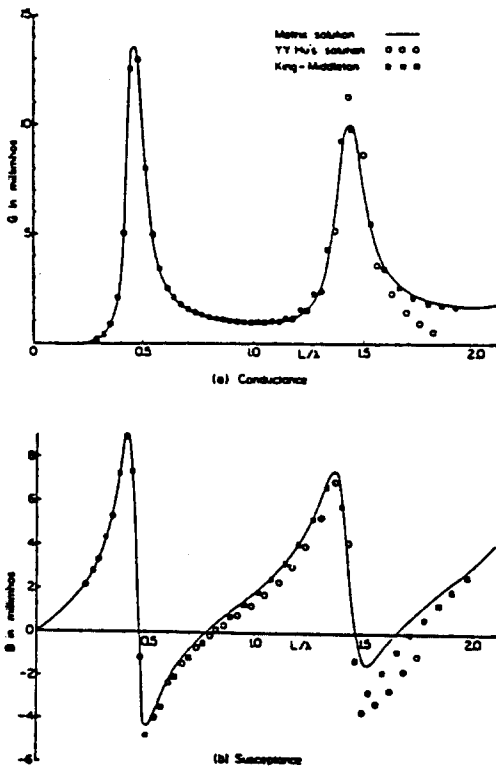 15
Matrix solution
YY Hu's solution
King - Middleton
10
G in millimhos
5
0
0.5
1.0
L/λ
1.5
2.0
(a) Conductance
8
6
4
2
0
B in millimhos
-2
-4
-6
0.5
1.0
L/λ
1.5
2.0
(b) Susceptance